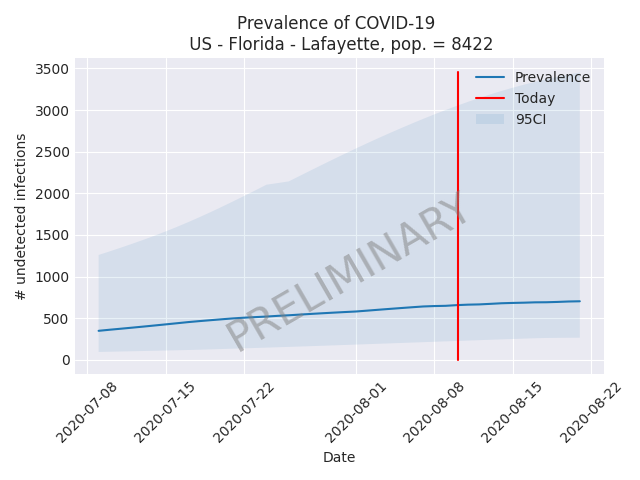 Prevalence of COVID-19
US - Florida - Lafayette, pop. = 8422
3500
3000
2500
2000
1500
1000
500
0
# undetected infections
Prevalence
Today
95CI
PRELIMINARY
2020-07-08
2020-07-15
2020-07-22
2020-08-01
2020-08-08
2020-08-15
2020-08-22
Date